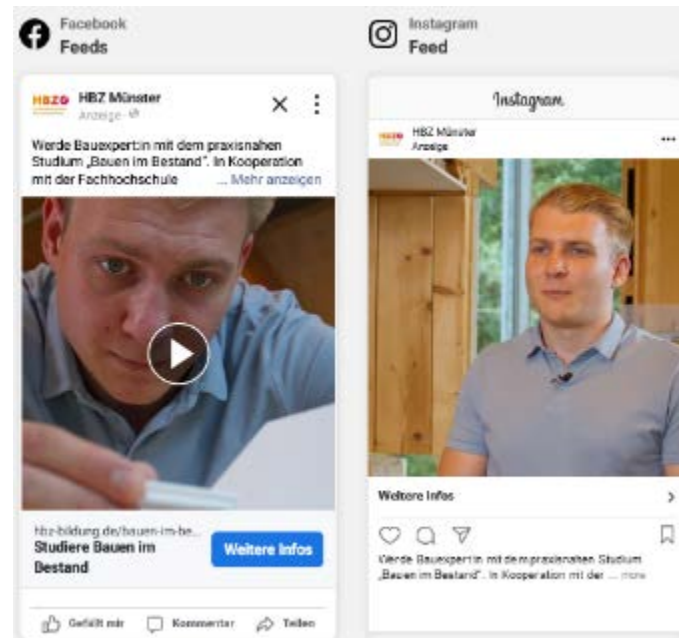 Facebook
Feeds
HBZ HBZ Münster
Anzeige
Werde Bauexpert:in mit dem praxisnahen
Studium „Bauen im Bestand“. In Kooperation
mit der Fachhochschule ... Mehr anzeigen
hbz-bildung.de/bauen-im-be...
Studiere Bauen im
Bestand
Weitere Infos
Gefällt mir Kommentar Teilen
Instagram
Feed
Instagram
HBZ Münster
Anzeige
Weitere Infos
Werde Bauexpert:in mit dem praxisnahen Studium
„Bauen im Bestand“. In Kooperation mit der ... more